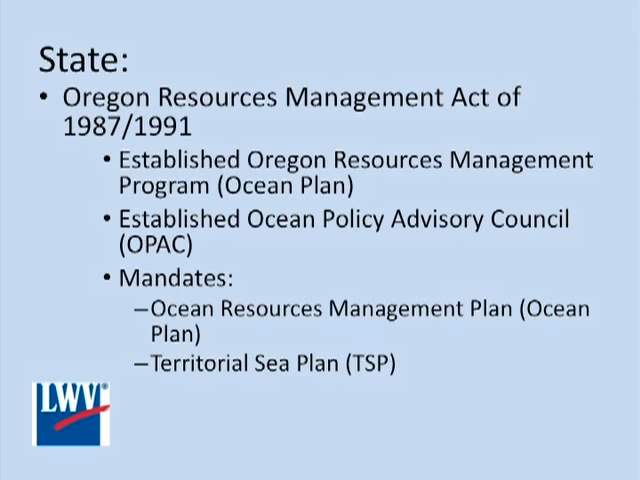 State:
• Oregon Resources Management Act of
1987/1991
• Established Oregon Resources Management
Program (Ocean Plan)
• Established Ocean Policy Advisory Council
(OPAC)
• Mandates:
–Ocean Resources Management Plan (Ocean
Plan)
–Territorial Sea Plan (TSP)
LWV®